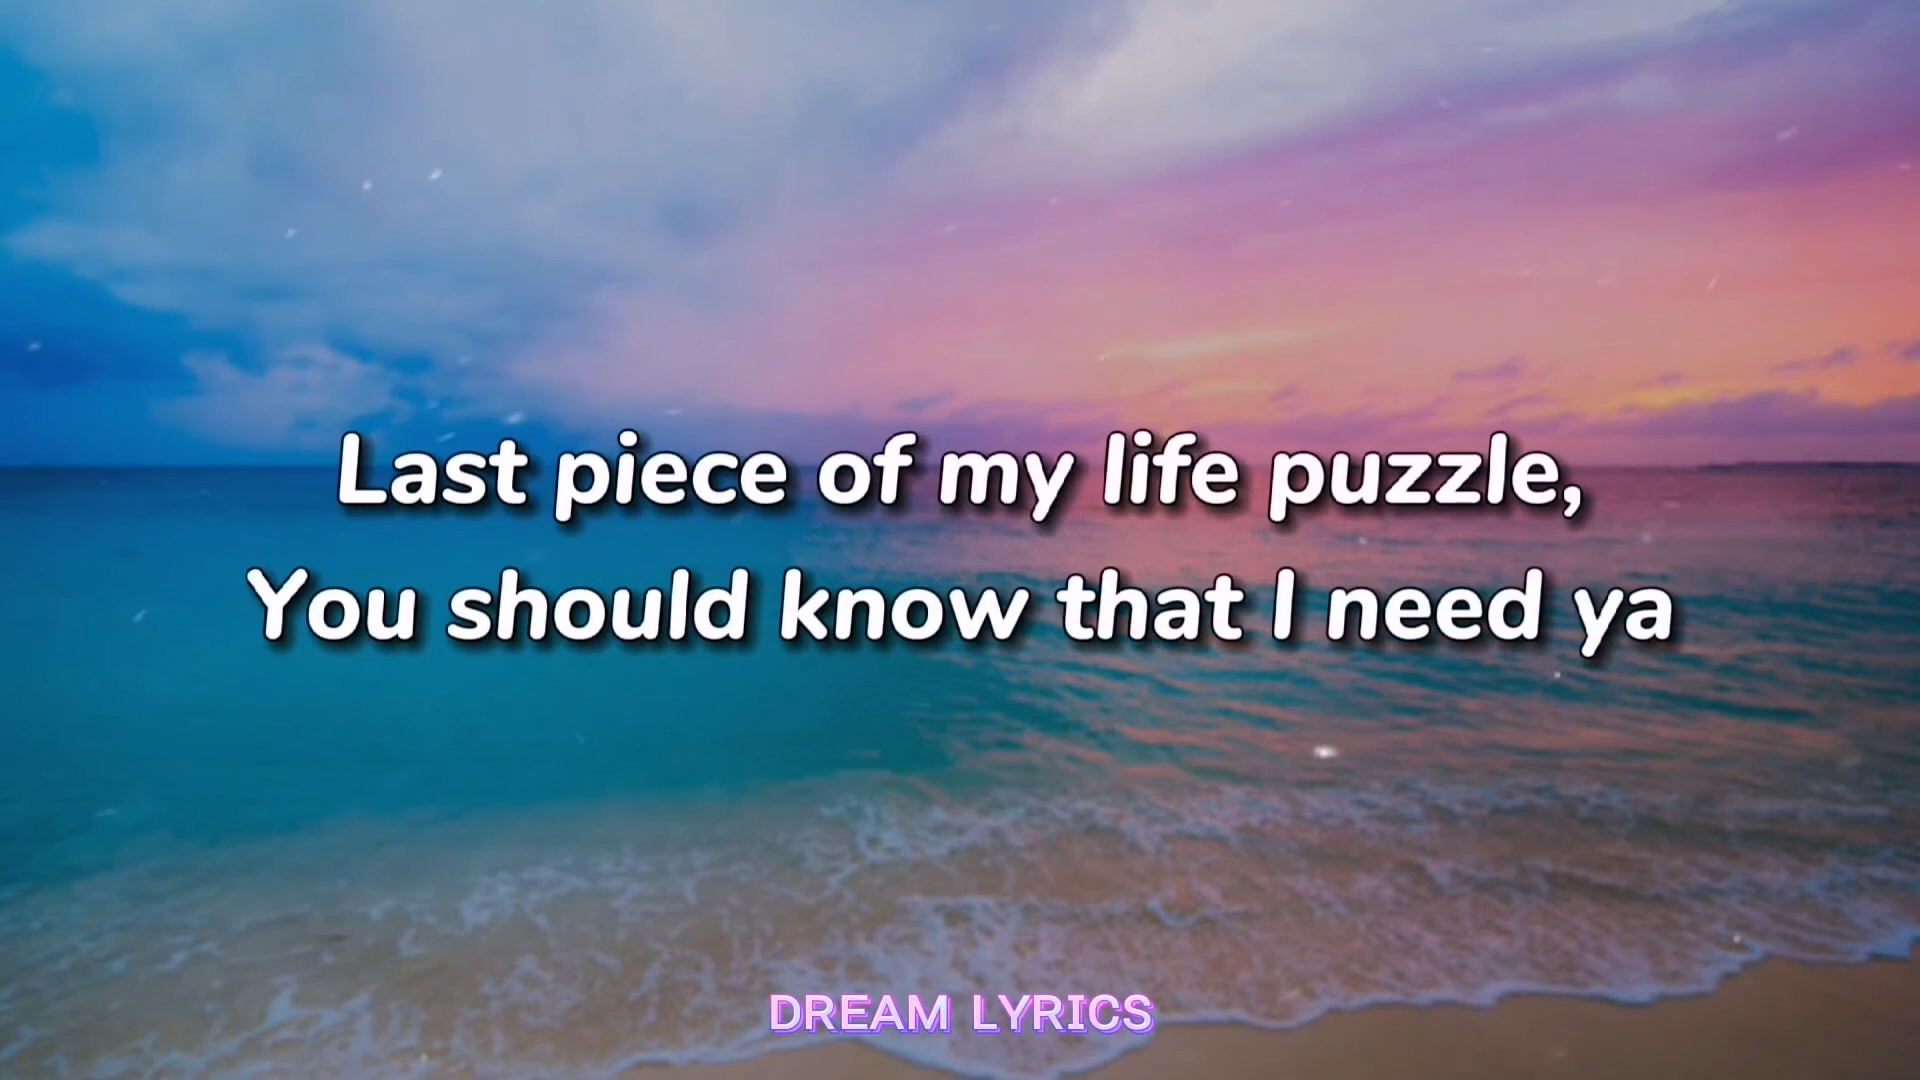 Last piece of my life puzzle,
You should know that I need ya
DREAM LYRICS